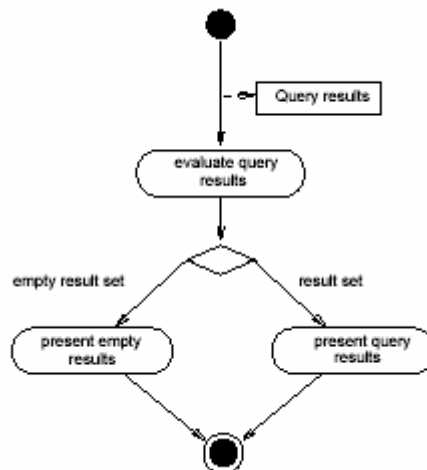 Query results
evaluate query
results
empty result set
result set
present empty
results
present query
results